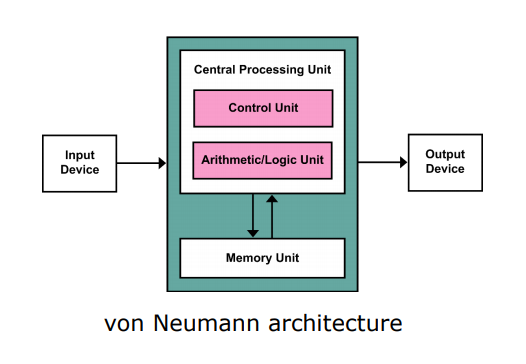 Central Processing Unit
Control Unit
Arithmetic/Logic Unit
Input
Device
Output
Device
Memory Unit
von Neumann architecture